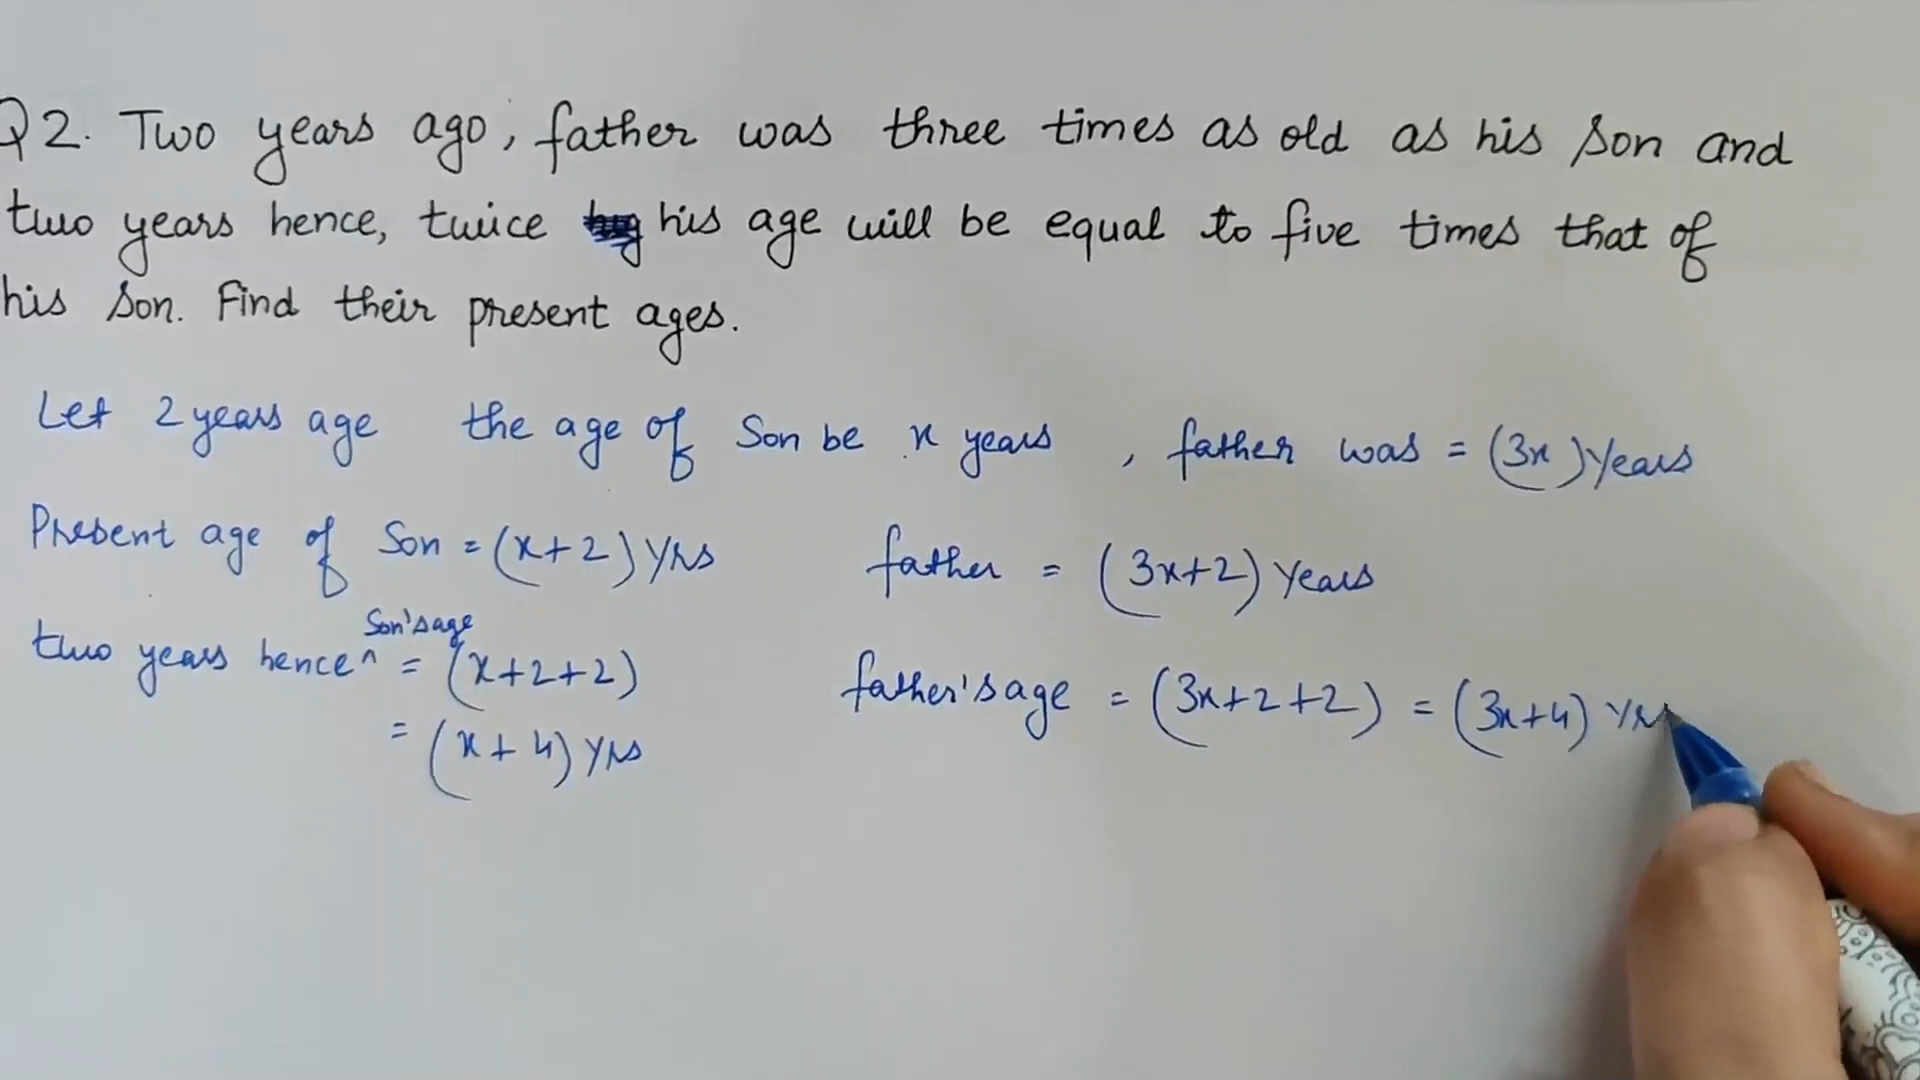 Q2. Two years ago, father was three times as old as his son and
two years hence, twice his age will be equal to five times that of
his son. Find their present ages.
Let 2 years age the age of Son be x years , father was = (3x) Years
Present age of Son = (x+2) Yrs father = (3x+2) Years
two years hence ^ Son's age = (x+2+2) father's age = (3x+2+2) = (3x+4) Yrs
= (x+4) Yrs